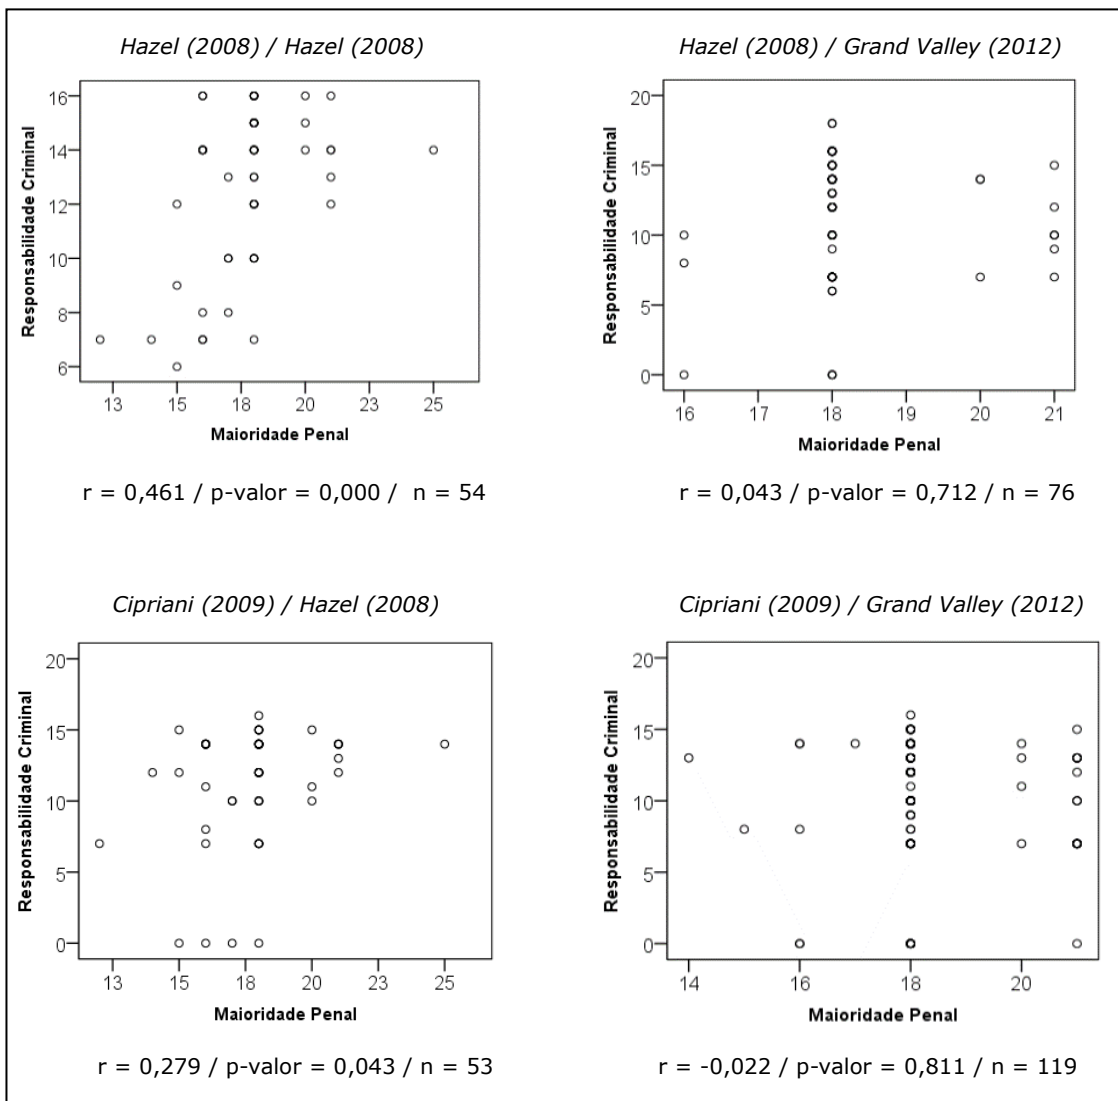 Hazel (2008) / Hazel (2008)
Responsabilidade Criminal
16
14
12
10
8
6
13 15 18 20 23 25
Maioridade Penal
r = 0,461 / p-valor = 0,000 / n = 54
Hazel (2008) / Grand Valley (2012)
Responsabilidade Criminal
20
15
10
5
0
16 17 18 19 20 21
Maioridade Penal
r = 0,043 / p-valor = 0,712 / n = 76
Cipriani (2009) / Hazel (2008)
Responsabilidade Criminal
20
15
10
5
0
13 15 18 20 23 25
Maioridade Penal
r = 0,279 / p-valor = 0,043 / n = 53
Cipriani (2009) / Grand Valley (2012)
Responsabilidade Criminal
20
15
10
5
0
14 16 18 20
Maioridade Penal
r = -0,022 / p-valor = 0,811 / n = 119